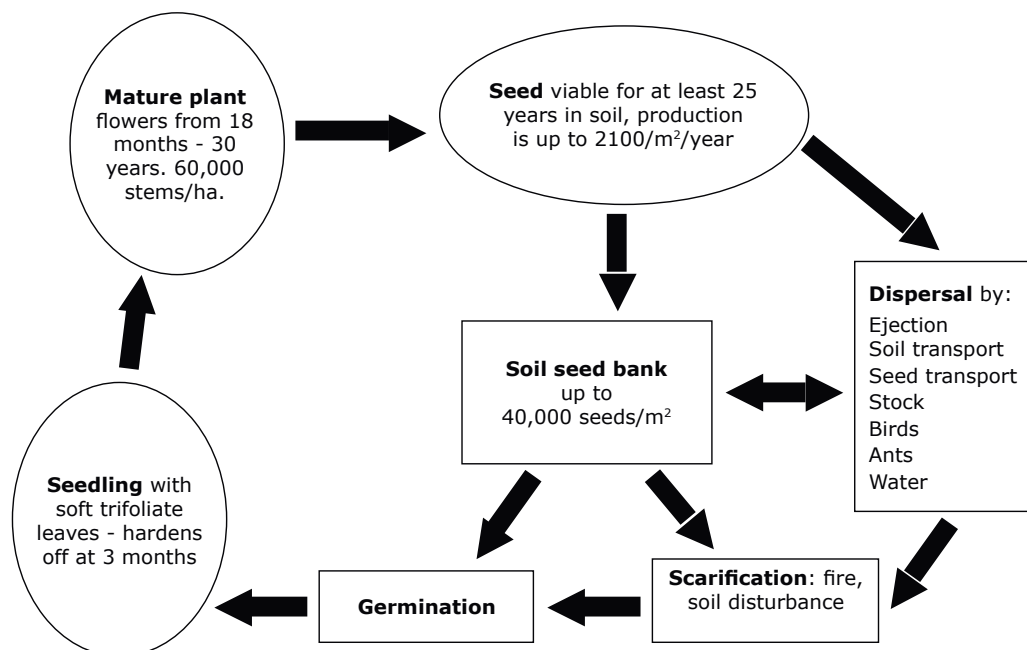 Mature plant
flowers from 18
months - 30
years. 60,000
stems/ha.
Seed viable for at least 25
years in soil, production
is up to 2100/m²/year
Dispersal by:
Ejection
Soil transport
Seed transport
Stock
Birds
Ants
Water
Soil seed bank
up to
40,000 seeds/m²
Scarification: fire,
soil disturbance
Germination
Seedling with
soft trifoliate
leaves - hardens
off at 3 months